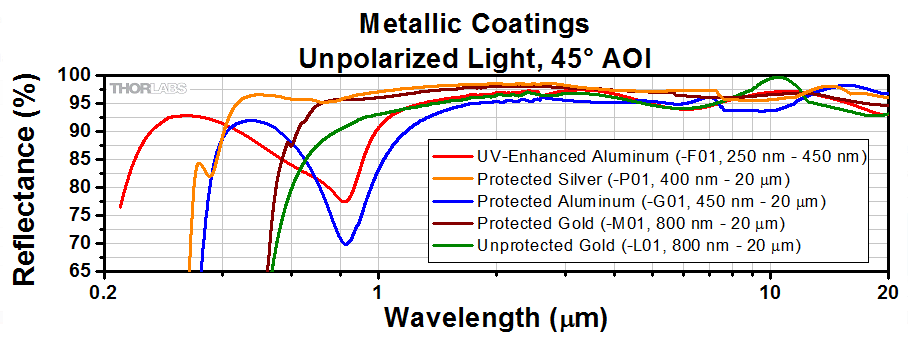 Metallic Coatings
Unpolarized Light, 45° AOI
Reflectance (%)
100
95
90
85
80
75
70
65
THORLABS
UV-Enhanced Aluminum (-F01, 250 nm - 450 nm)
Protected Silver (-P01, 400 nm - 20 µm)
Protected Aluminum (-G01, 450 nm - 20 µm)
Protected Gold (-M01, 800 nm - 20 µm)
Unprotected Gold (-L01, 800 nm - 20 µm)
0.2 1 10 20
Wavelength (µm)